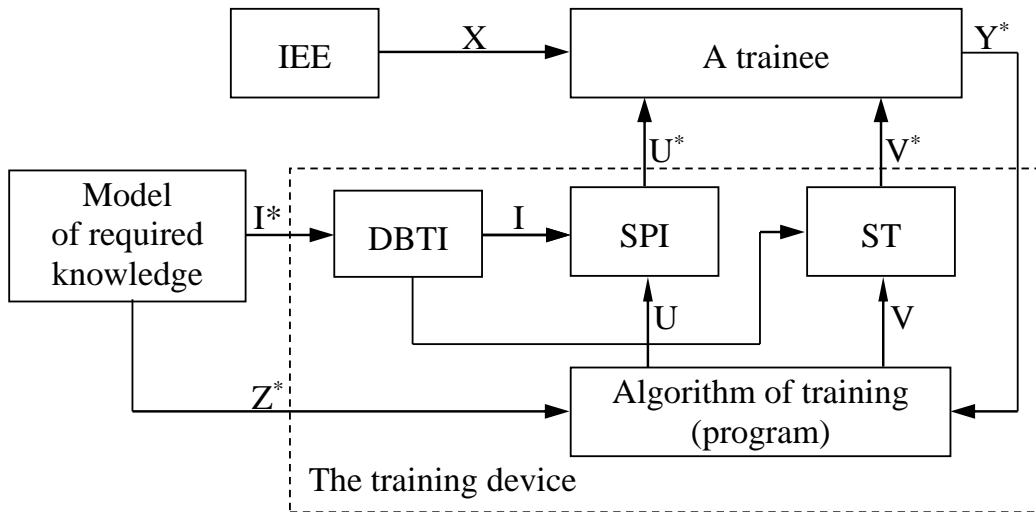 IEE
X
A trainee
Y*
U*
V*
Model
of required
knowledge
I*
DBTI
I
SPI
ST
U
V
Z*
Algorithm of training
(program)
The training device